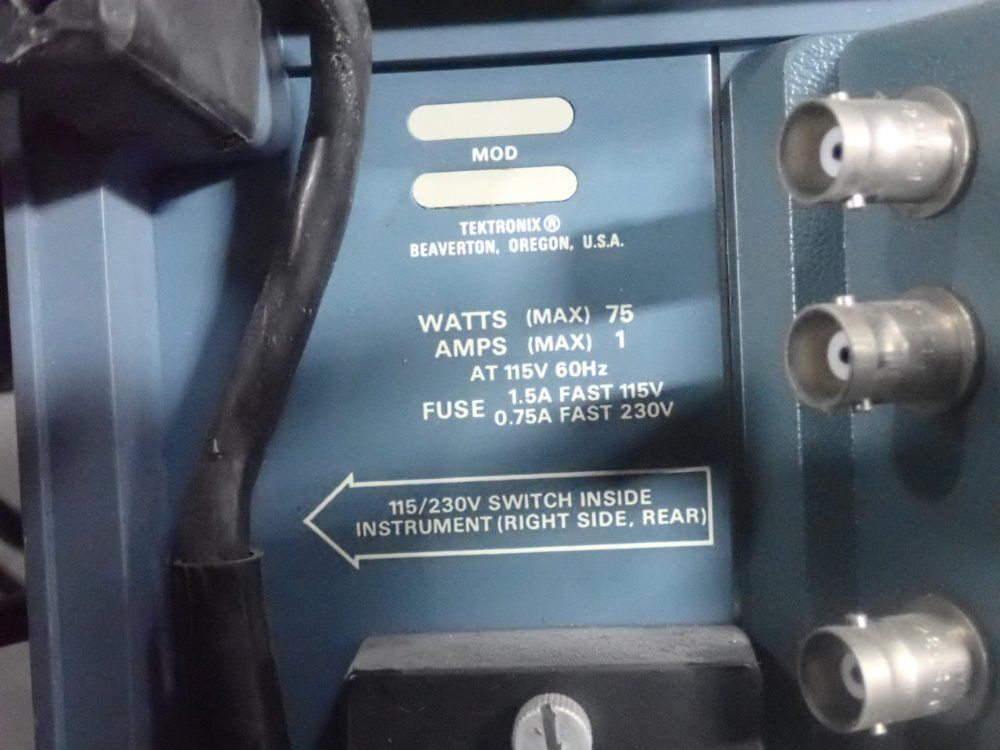 MOD
TEKTRONIX®
BEAVERTON, OREGON, U.S.A.
WATTS (MAX) 75
AMPS (MAX) 1
AT 115V 60Hz
FUSE 1.5A FAST 115V
0.75A FAST 230V
115/230V SWITCH INSIDE
INSTRUMENT (RIGHT SIDE, REAR)